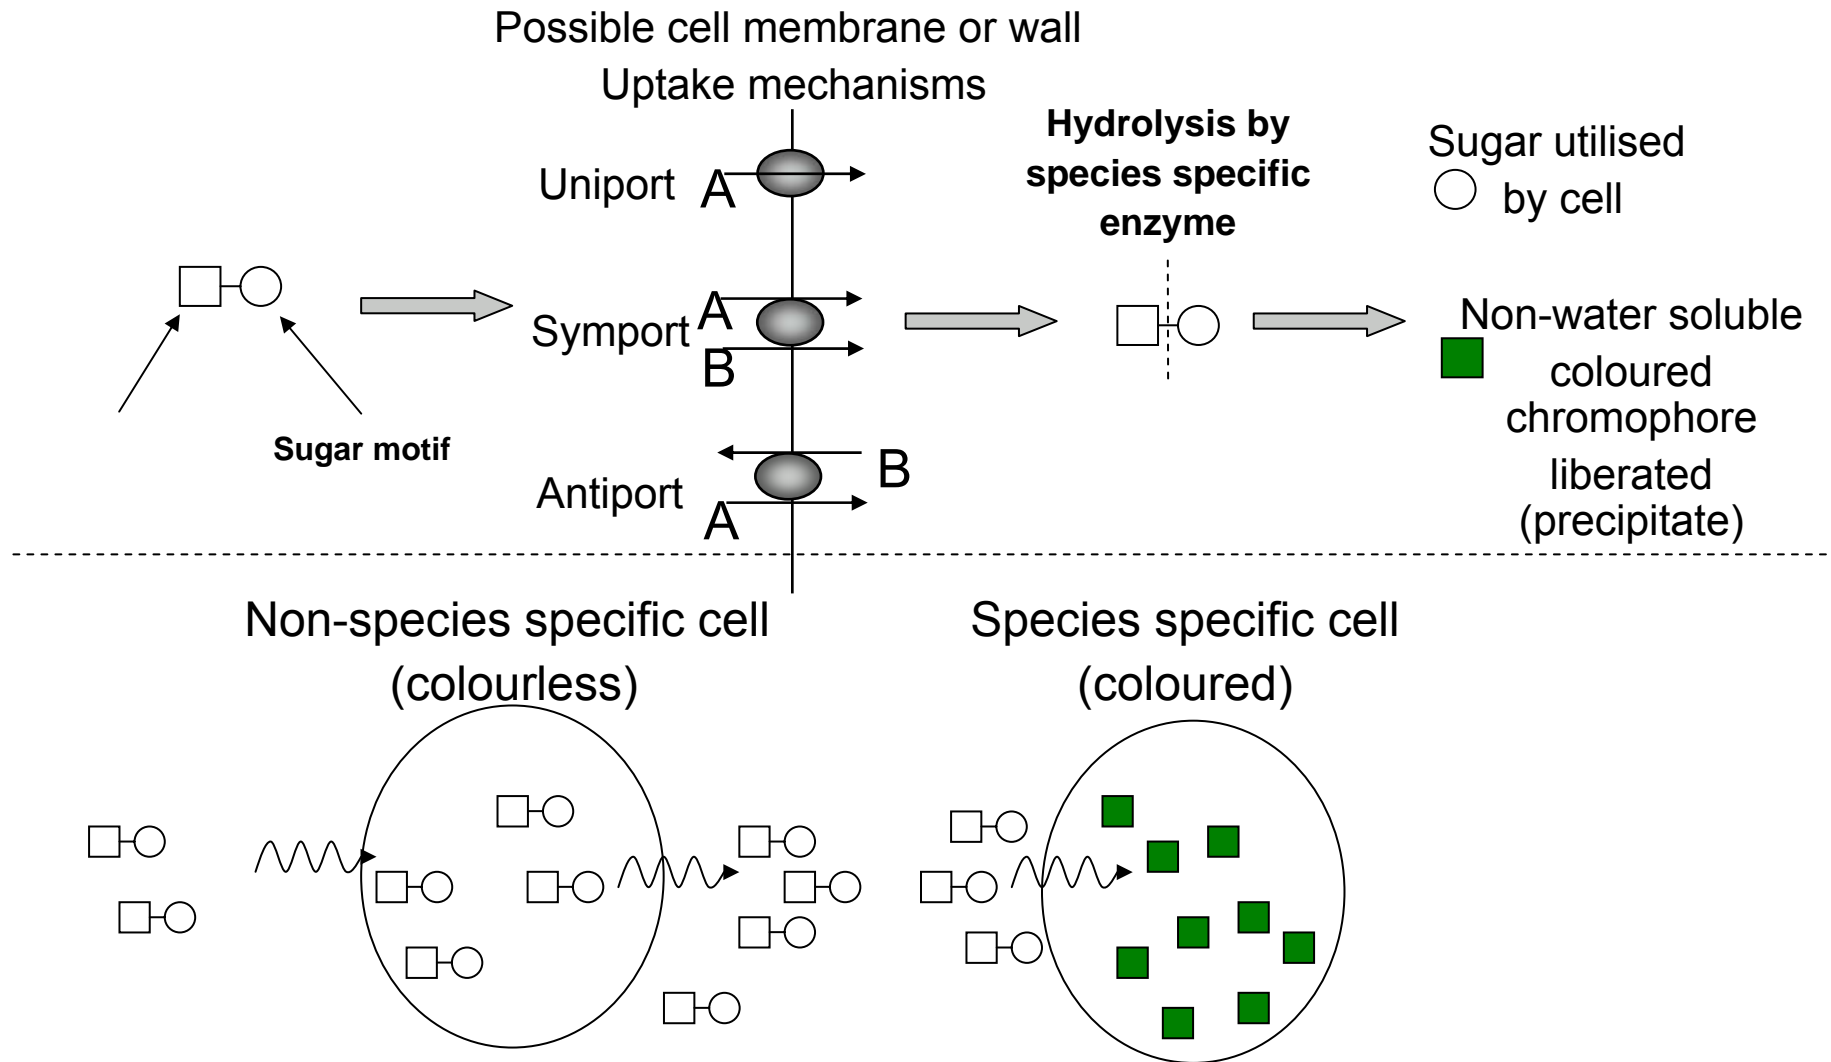 Possible cell membrane or wall
Uptake mechanisms
Hydrolysis by
species specific
enzyme
Sugar utilised
by cell
Uniport A
Symport A
B
Non-water soluble
coloured
chromophore
liberated
(precipitate)
Sugar motif
Antiport
B
A
Non-species specific cell
(colourless)
Species specific cell
(coloured)